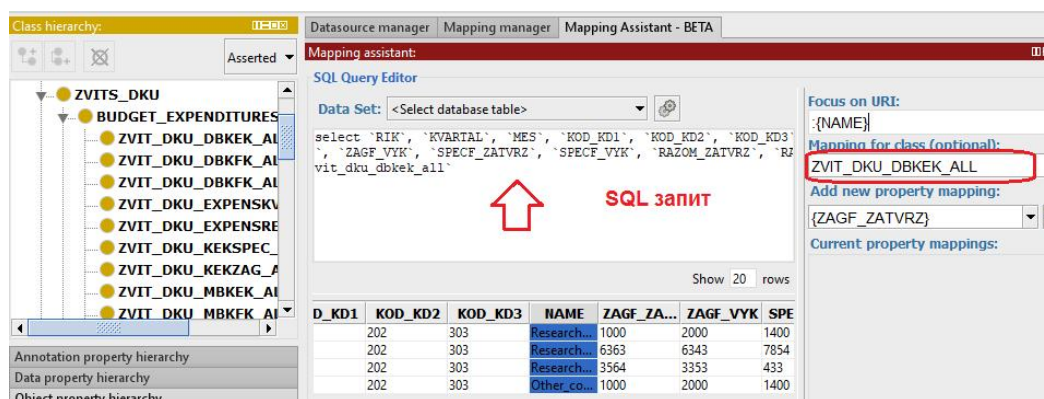 Class hierarchy:
Asserted
ZVITS_DKU
BUDGET_EXPENDITURES
ZVIT_DKU_DBKEK_AL
ZVIT_DKU_DBKFK_AL
ZVIT_DKU_DBKFK_AL
ZVIT_DKU_EXPENSKV
ZVIT_DKU_EXPENSRE
ZVIT_DKU_KEKSPEC_
ZVIT_DKU_KEKZAG_A
ZVIT_DKU_MBKEK_AL
ZVIT_DKU_MBKFK_AL
Annotation property hierarchy
Data property hierarchy
Object property hierarchy
Datasource manager Mapping manager Mapping Assistant - BETA
Mapping assistant:
SQL Query Editor
Data Set: <Select database table>
select `RIK`, `KVARTAL`, `MES`, `KOD_KD1`, `KOD_KD2`, `KOD_KD3`
`, `ZAGF_VYK`, `SPECF_ZATVRZ`, `SPECF_VYK`, `RAZOM_ZATVRZ`, `RA
vit_dku_dbkek_all`
SQL запит
Show 20 rows
D_KD1 KOD_KD2 KOD_KD3 NAME ZAGF_ZA... ZAGF_VYK SPE
202 303 Research... 1000 2000 1400
202 303 Research... 6363 6343 7854
202 303 Research... 3564 3353 433
202 303 Other_co... 1000 2000 1400
Focus on URI:
:{NAME}
Mapping for class (optional):
ZVIT_DKU_DBKEK_ALL
Add new property mapping:
{ZAGF_ZATVRZ}
Current property mappings: